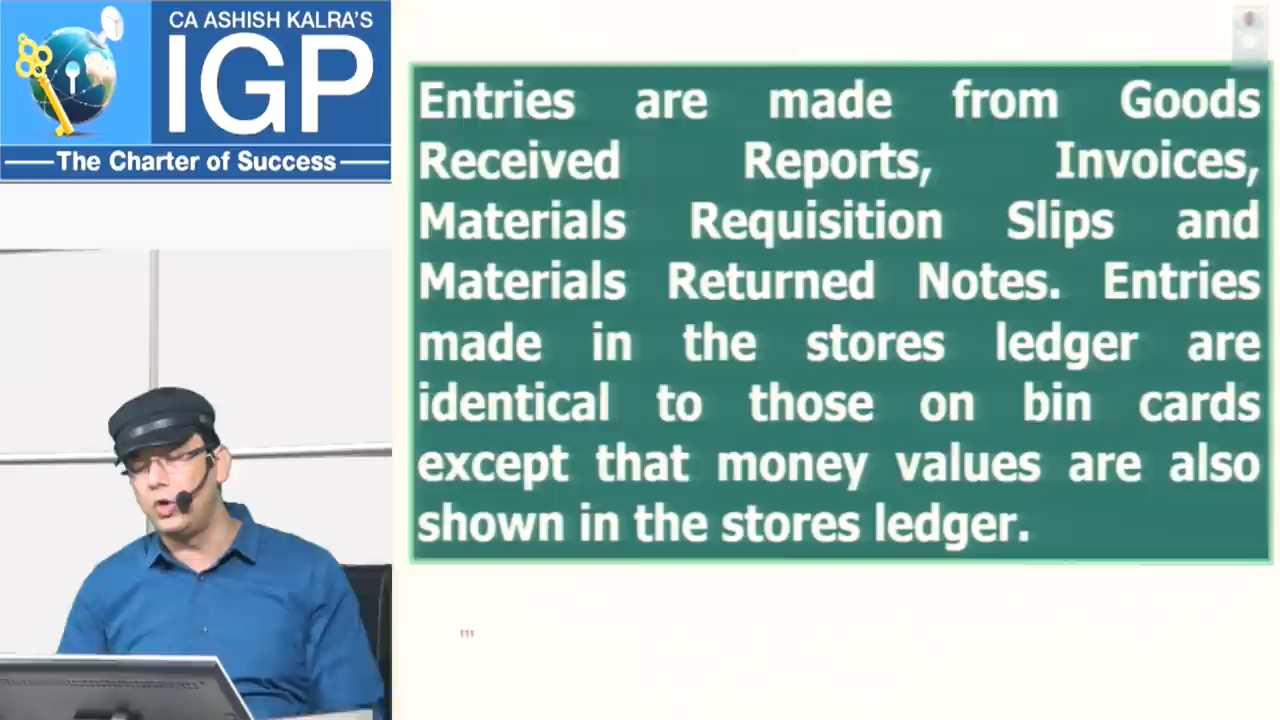 CA ASHISH KALRA'S
IGP
The Charter of Success
Entries are made from Goods
Received Reports, Invoices,
Materials Requisition Slips and
Materials Returned Notes. Entries
made in the stores ledger are
identical to those on bin cards
except that money values are also
shown in the stores ledger.